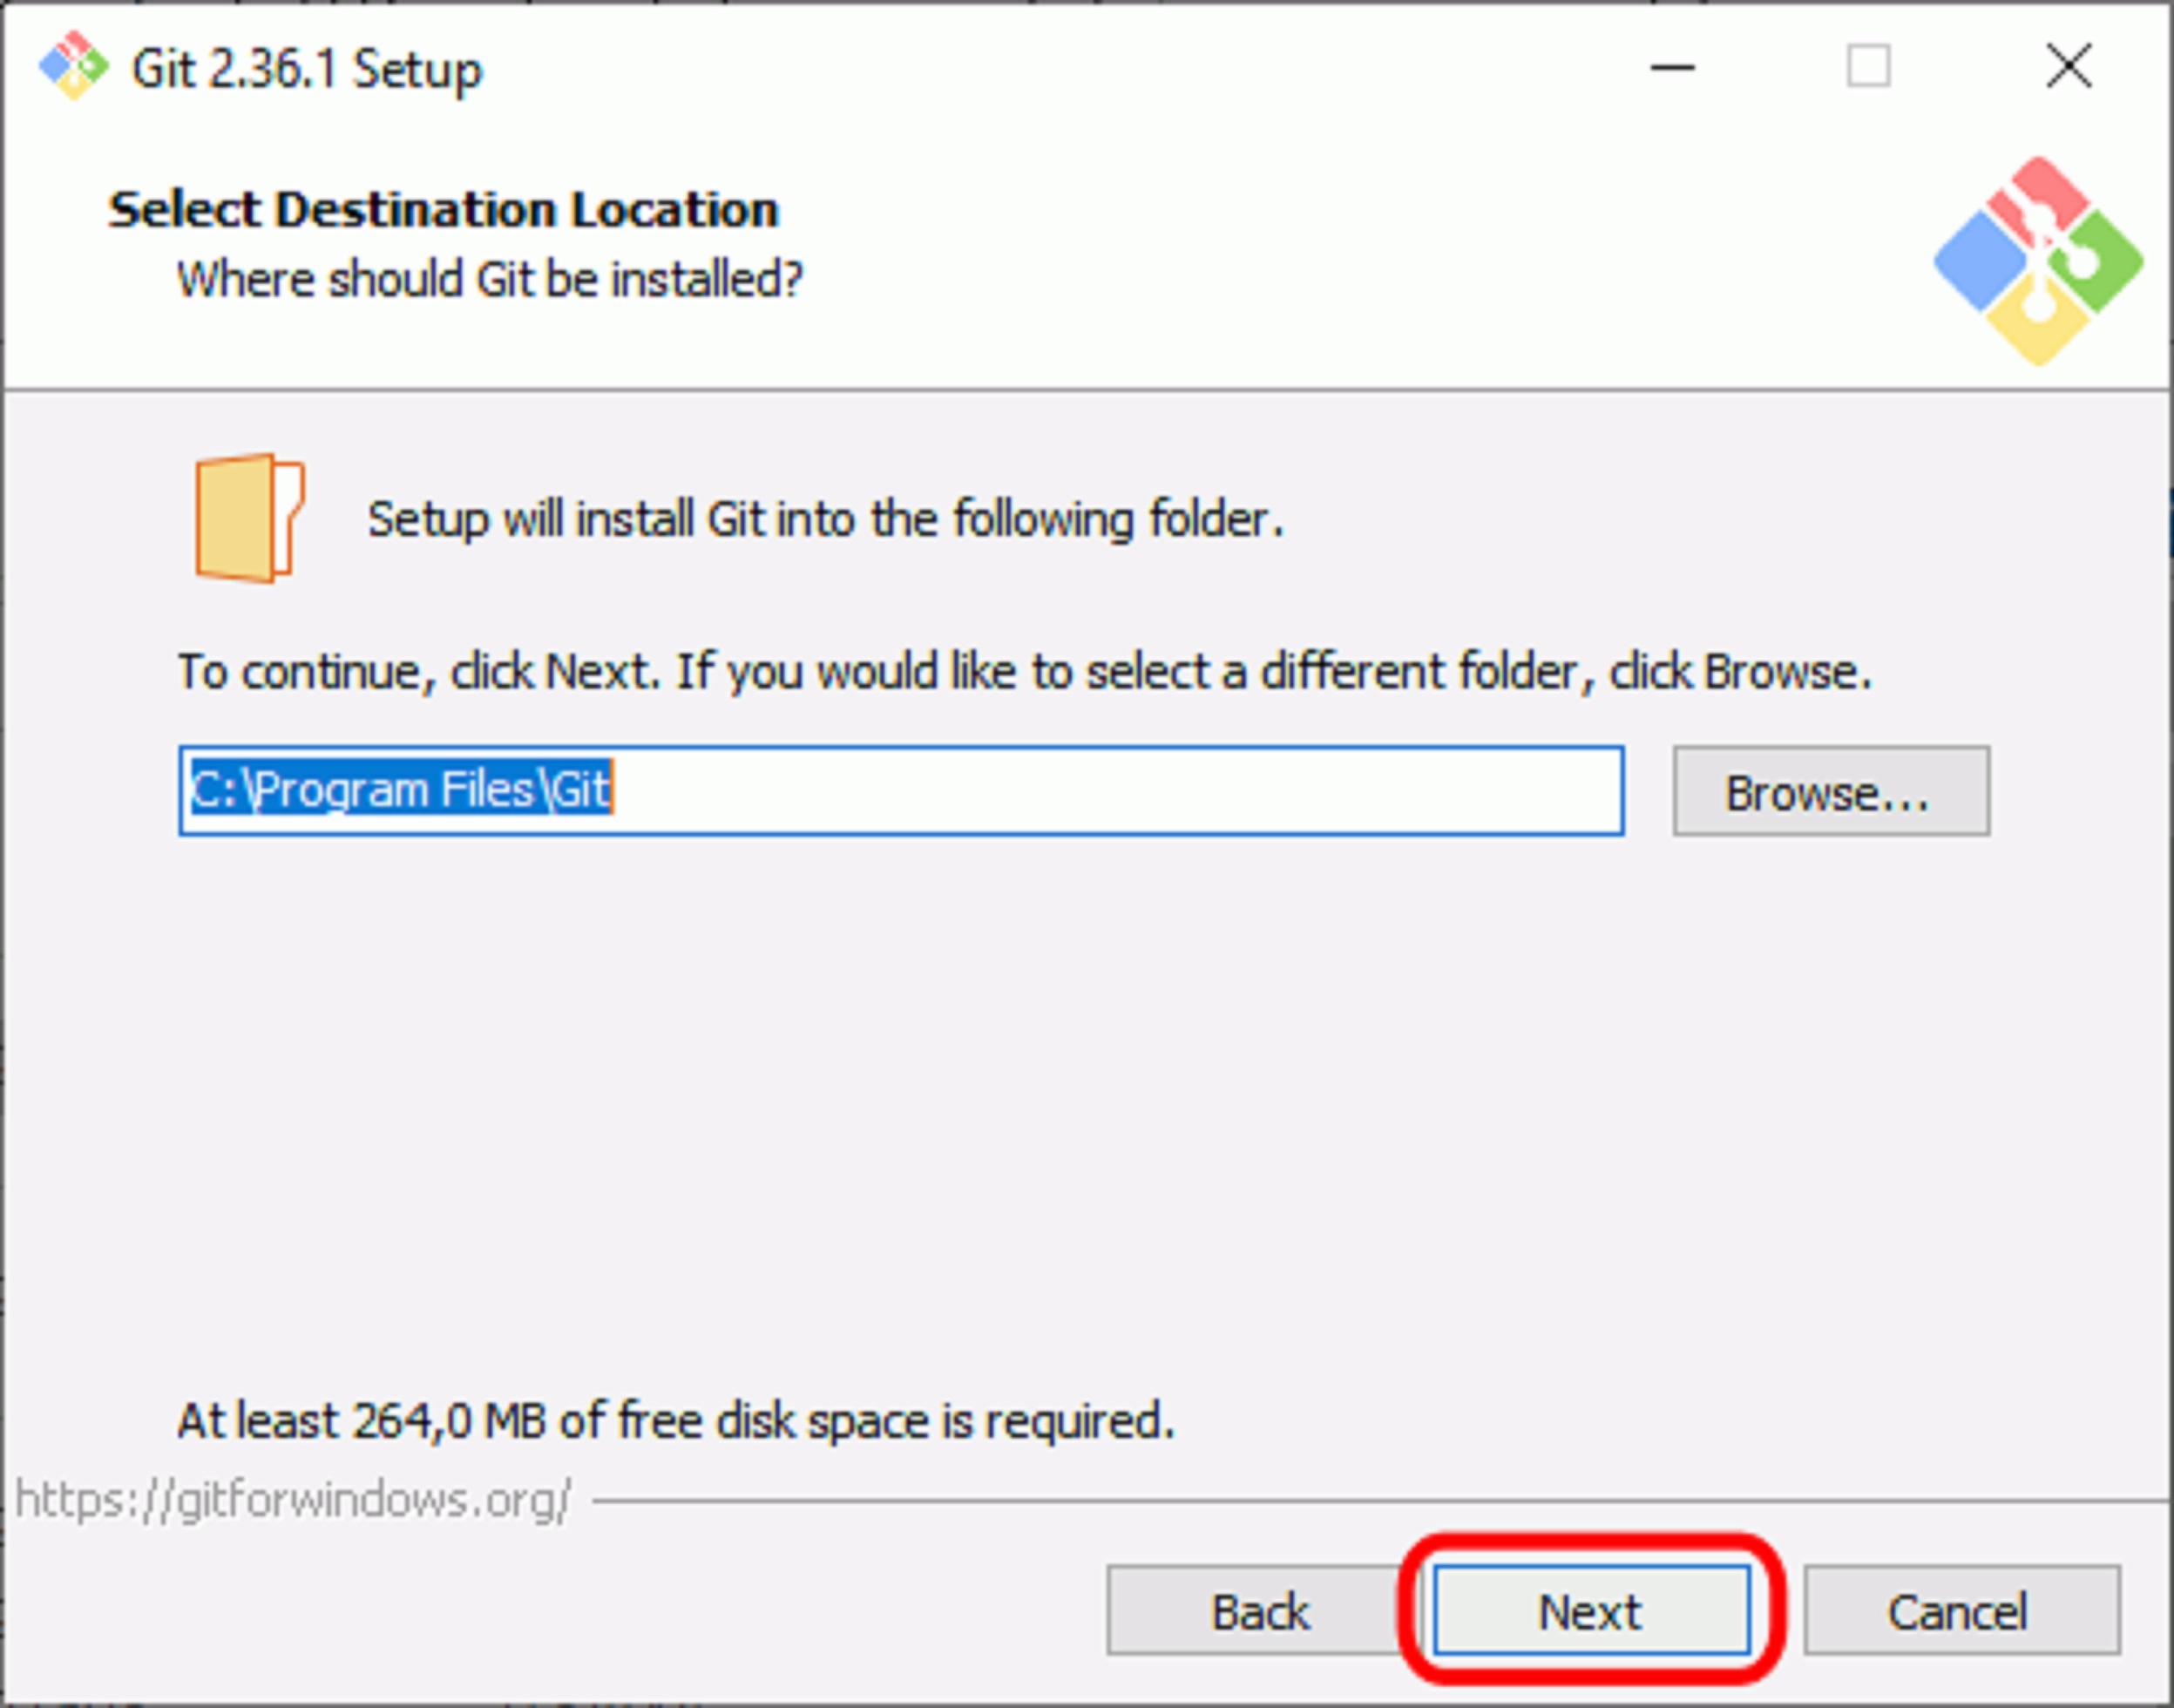 Git 2.36.1 Setup
Select Destination Location
Where should Git be installed?
Setup will install Git into the following folder.
To continue, click Next. If you would like to select a different folder, click Browse.
C:\Program Files\Git
Browse...
At least 264,0 MB of free disk space is required.
https://gitforwindows.org/
Back
Next
Cancel